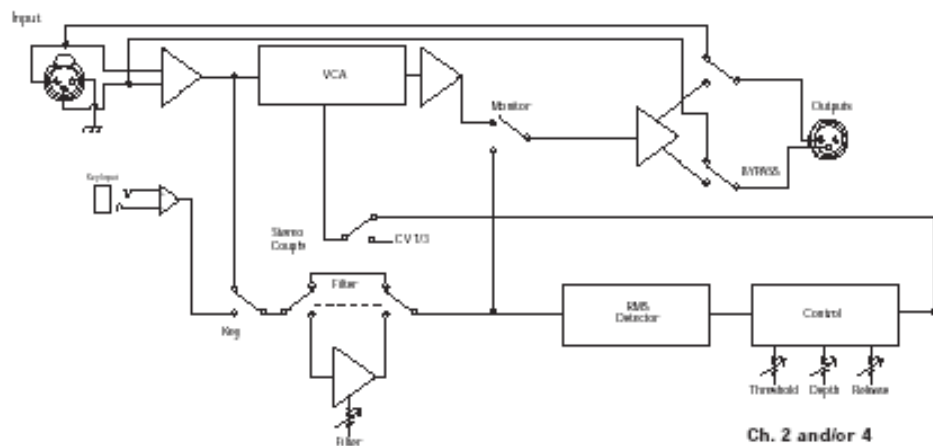 Input
VCA
Monitor
Outputs
BYPASS
Key Input
Stereo
Couple
CV 1/3
Filter
RMS
Detector
Control
Key
Threshold
Depth
Release
Filter
Ch. 2 and/or 4